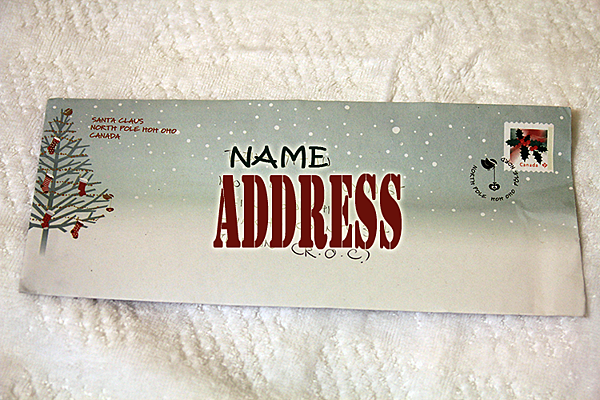 SANTA CLAUS
NORTH POLE HOH OHO
CANADA
Canada
NORTH POLE HOH OHO
NAME
ADDRESS
(R.O.C.)